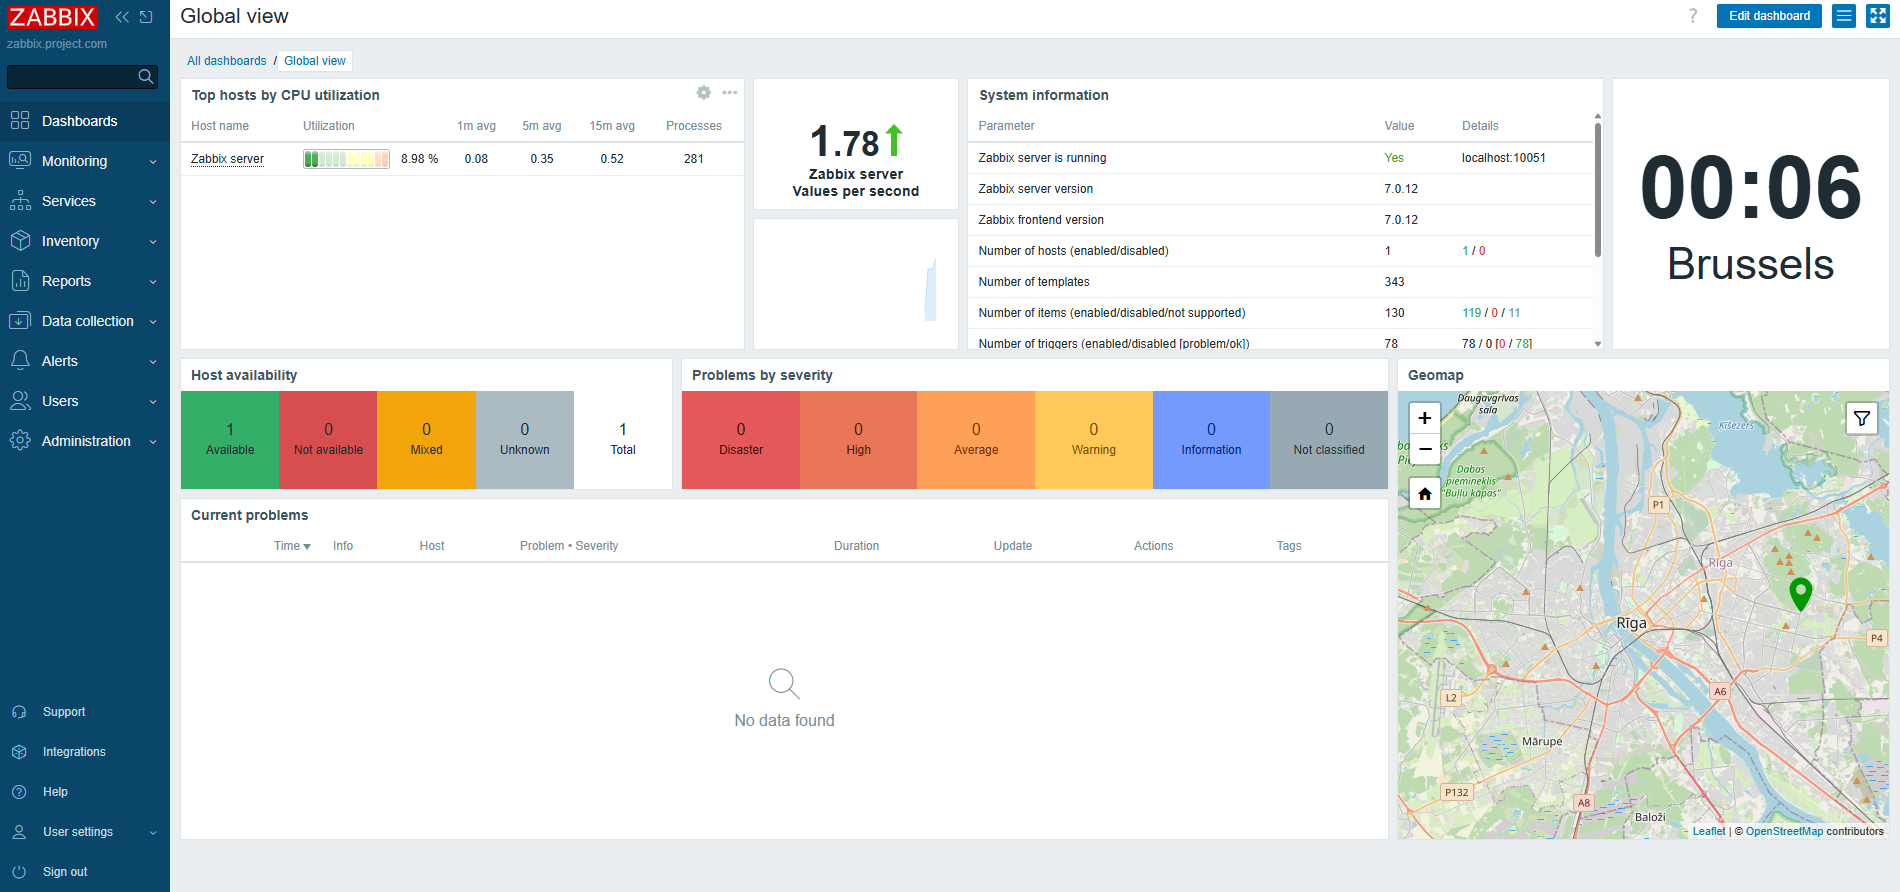 ZABBIX
zabbix.project.com
Dashboards
Monitoring
Services
Inventory
Reports
Data collection
Alerts
Users
Administration
Support
Integrations
Help
User settings
Sign out
Global view
?
Edit dashboard
All dashboards / Global view
Top hosts by CPU utilization
Host name Utilization 1m avg 5m avg 15m avg Processes
Zabbix server 8.98 % 0.08 0.35 0.52 281
1.78
Zabbix server
Values per second
System information
Parameter Value Details
Zabbix server is running Yes localhost:10051
Zabbix server version 7.0.12
Zabbix frontend version 7.0.12
Number of hosts (enabled/disabled) 1 1 / 0
Number of templates 343
Number of items (enabled/disabled/not supported) 130 119 / 0 / 11
Number of triggers (enabled/disabled [problem/ok]) 78 78 / 0 [0 / 78]
00:06
Brussels
Host availability
1 Available
0 Not available
0 Mixed
0 Unknown
1 Total
Problems by severity
0 Disaster
0 High
0 Average
0 Warning
0 Information
0 Not classified
Current problems
Time Info Host Problem • Severity Duration Update Actions Tags
No data found
Geomap
+
−
Daugavgrīvas
sala
Ķīšezers
Dabas
piemineklis
"Buļļu kāpas"
P1
Rīga
Rīga
P4
A6
L2
Mārupe
P132
A8
Baloži
Leaflet | © OpenStreetMap contributors